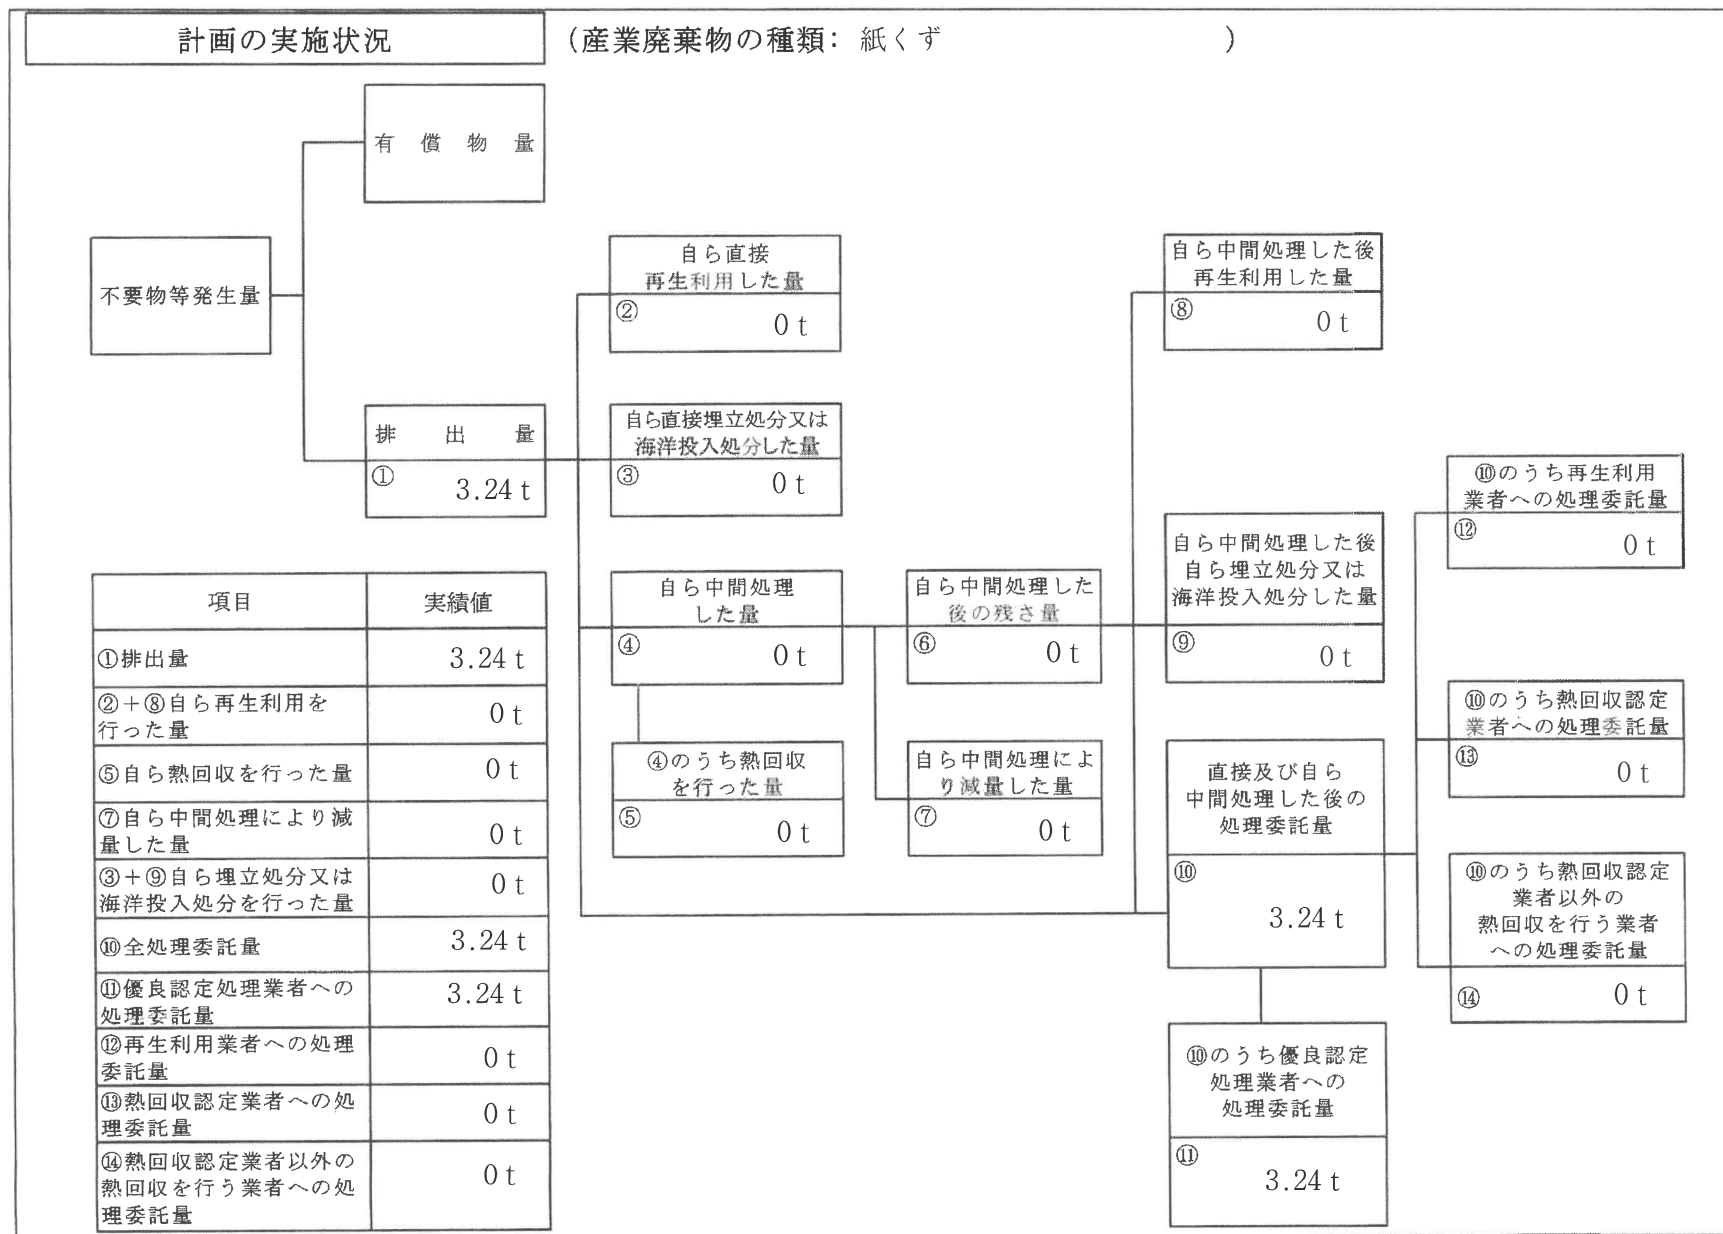 計画の実施状況 (産業廃棄物の種類: 紙くず )
有償物量
不要物等発生量
排出量
① 3.24 t
自ら直接
再生利用した量
② 0 t
自ら直接埋立処分又は
海洋投入処分した量
③ 0 t
自ら中間処理
した量
④ 0 t
④のうち熱回収
を行った量
⑤ 0 t
自ら中間処理した
後の残さ量
⑥ 0 t
自ら中間処理によ
り減量した量
⑦ 0 t
自ら中間処理した後
再生利用した量
⑧ 0 t
自ら中間処理した後
自ら埋立処分又は
海洋投入処分した量
⑨ 0 t
直接及び自ら
中間処理した後の
処理委託量
⑩
3.24 t
⑩のうち優良認定
処理業者への
処理委託量
⑪
3.24 t
⑩のうち再生利用
業者への処理委託量
⑫ 0 t
⑩のうち熱回収認定
業者への処理委託量
⑬ 0 t
⑩のうち熱回収認定
業者以外の
熱回収を行う業者
への処理委託量
⑭ 0 t
項目 実績値
①排出量 3.24 t
②+⑧自ら再生利用を
行った量 0 t
⑤自ら熱回収を行った量 0 t
⑦自ら中間処理により減
量した量 0 t
③+⑨自ら埋立処分又は
海洋投入処分を行った量 0 t
⑩全処理委託量 3.24 t
⑪優良認定処理業者への
処理委託量 3.24 t
⑫再生利用業者への処理
委託量 0 t
⑬熱回収認定業者への処
理委託量 0 t
⑭熱回収認定業者以外の
熱回収を行う業者への処
理委託量 0 t